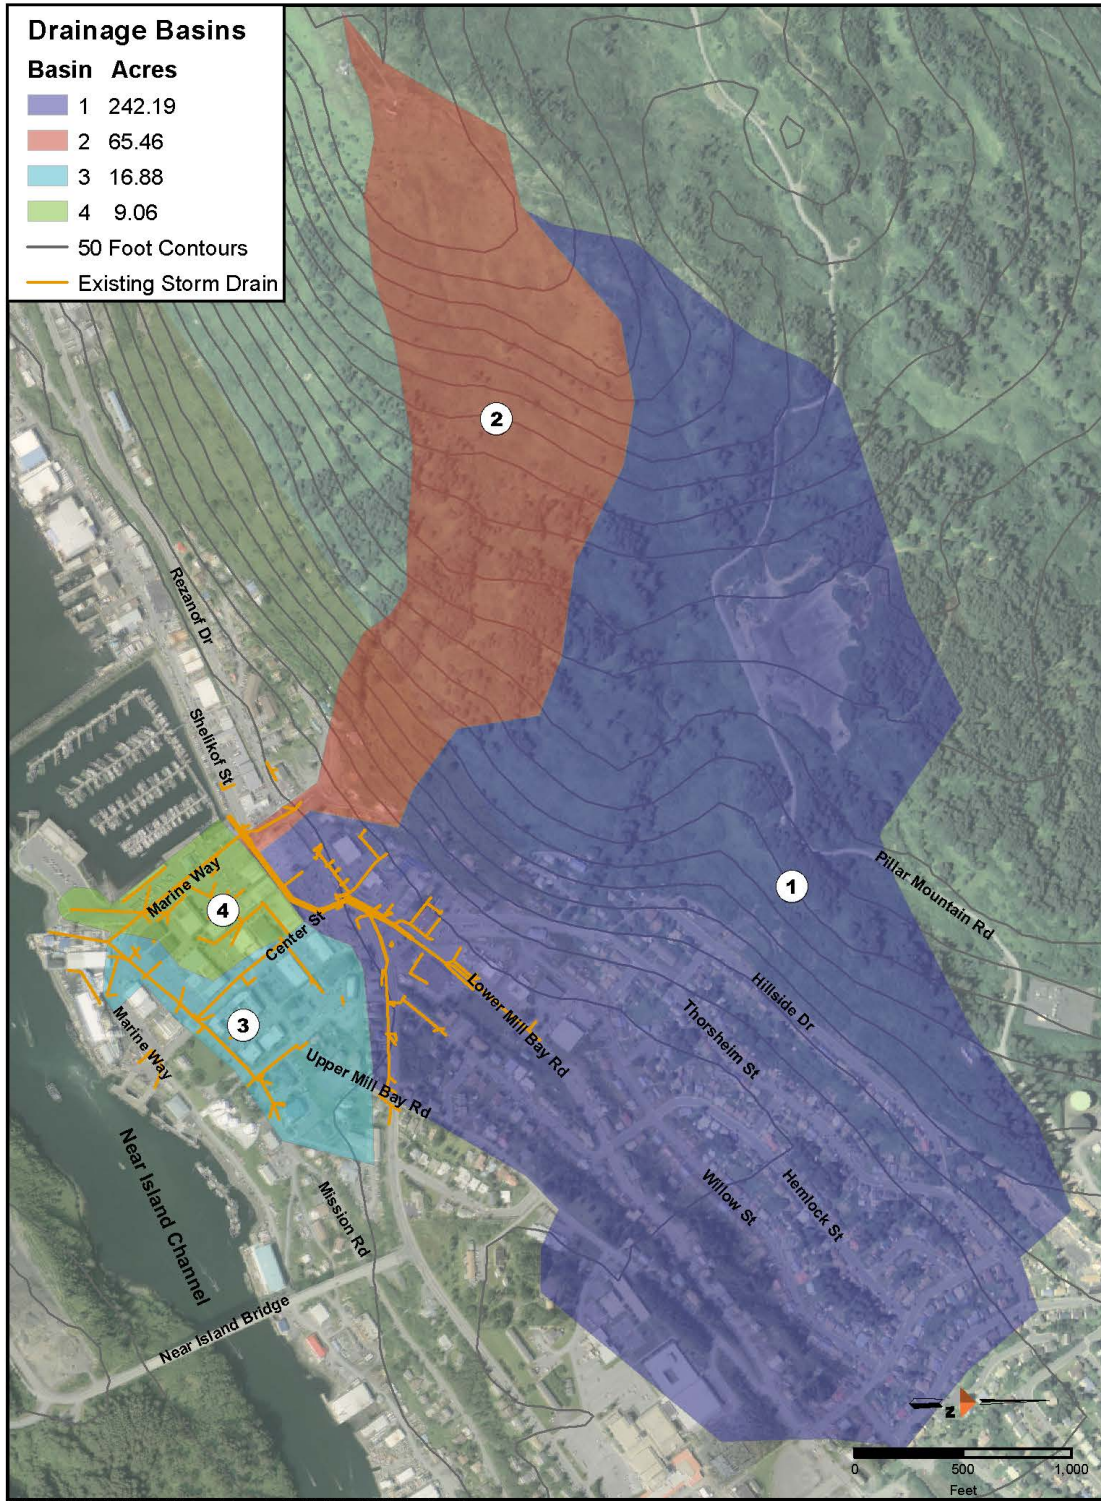 Drainage Basins
Basin Acres
1 242.19
2 65.46
3 16.88
4 9.06
50 Foot Contours
Existing Storm Drain
2
Rezanof Dr
Shelikof St
1
Pillar Mountain Rd
Marine Way
4
Center St
3
Lower Mill Bay Rd
Hillside Dr
Thorsheim St
Marine Way
Upper Mill Bay Rd
Near Island Channel
Mission Rd
Willow St
Hemlock St
Near Island Bridge
N
0 500 1,000
Feet